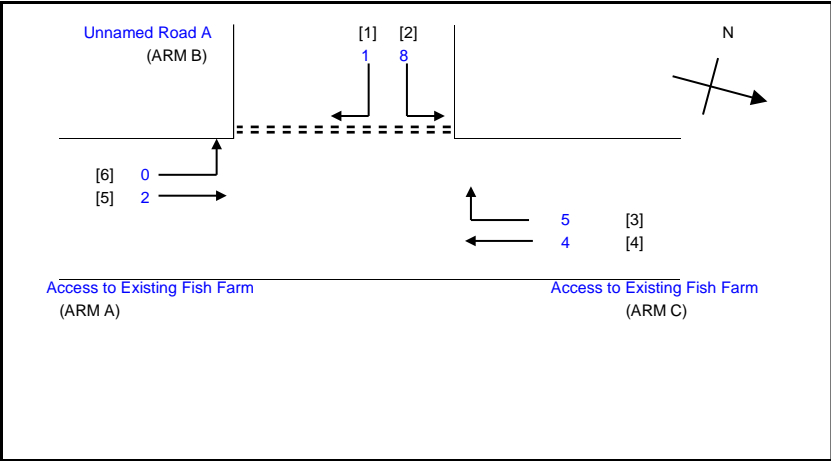 Unnamed Road A [1] [2] N
(ARM B) 1 8
[6] 0
[5] 2
5 [3]
4 [4]
Access to Existing Fish Farm Access to Existing Fish Farm
(ARM A) (ARM C)